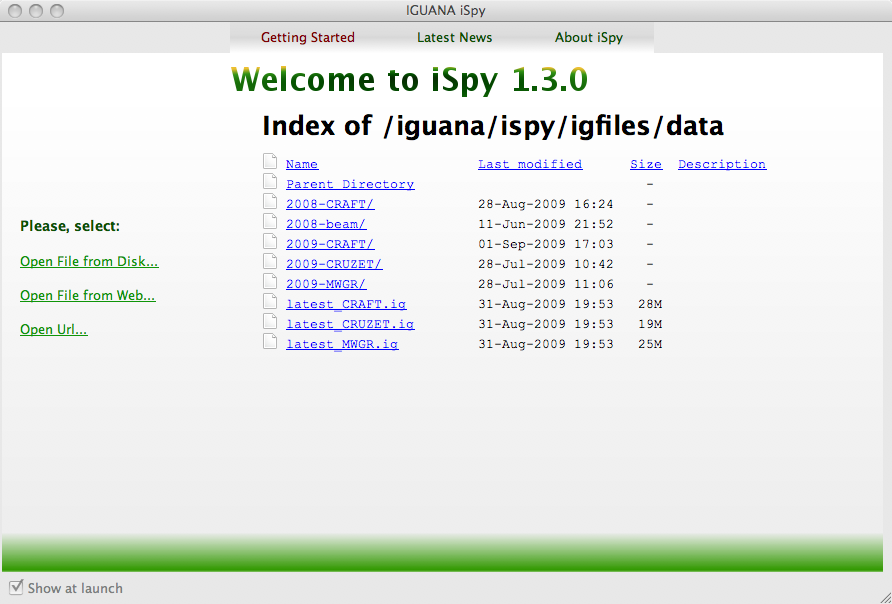 IGUANA iSpy
Getting Started Latest News About iSpy
Welcome to iSpy 1.3.0
Index of /iguana/ispy/igfiles/data
Name Last modified Size Description
Parent Directory -
2008-CRAFT/ 28-Aug-2009 16:24 -
2008-beam/ 11-Jun-2009 21:52 -
2009-CRAFT/ 01-Sep-2009 17:03 -
2009-CRUZET/ 28-Jul-2009 10:42 -
2009-MWGR/ 28-Jul-2009 11:06 -
latest_CRAFT.ig 31-Aug-2009 19:53 28M
latest_CRUZET.ig 31-Aug-2009 19:53 19M
latest_MWGR.ig 31-Aug-2009 19:53 25M
Please, select:
Open File from Disk...
Open File from Web...
Open Url...
Show at launch